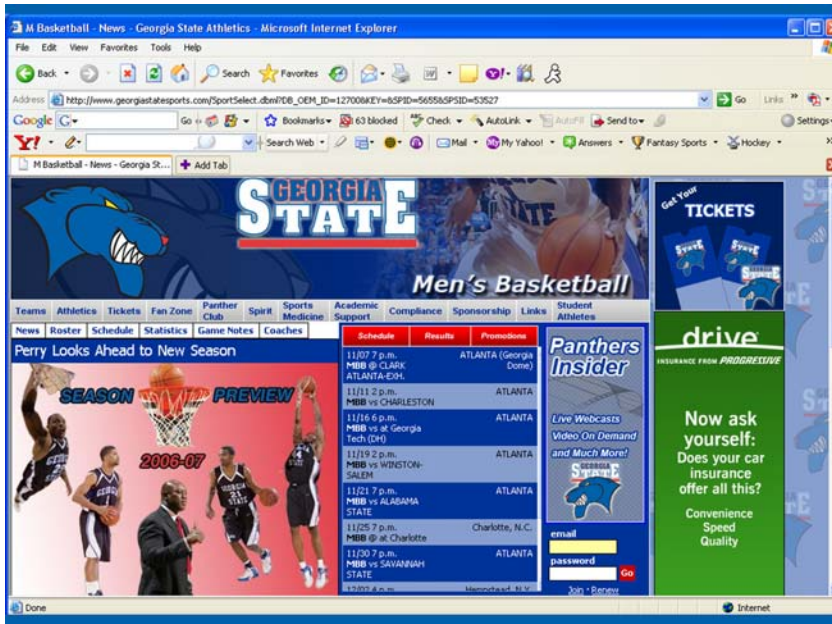 M Basketball - News - Georgia State Athletics - Microsoft Internet Explorer
File Edit View Favorites Tools Help
Back Search Favorites
Address http://www.georgiastatesports.com/SportSelect.dbml?DB_OEM_ID=12700&KEY=&SPID=5655&SPSID=53527 Go Links
Google G Go Bookmarks 63 blocked Check AutoLink AutoFill Send to Settings
Y! Search Web Mail My Yahoo! Answers Fantasy Sports Hockey
M Basketball - News - Georgia St... Add Tab
GEORGIA
STATE
Men's Basketball
Get Your
TICKETS
STATE
STATE
Teams Athletics Tickets Fan Zone Panther Club Spirit Sports Medicine Academic Support Compliance Sponsorship Links Student Athletes
News Roster Schedule Statistics Game Notes Coaches
Perry Looks Ahead to New Season
SEASON PREVIEW
2006-07
GEORGIA
21
STATE
Schedule Results Promotions
11/07 7 p.m. ATLANTA (Georgia
MBB @ CLARK Dome)
ATLANTA-EXH.
11/11 2 p.m. ATLANTA
MBB vs CHARLESTON
11/16 6 p.m. ATLANTA
MBB vs at Georgia
Tech (DH)
11/19 2 p.m. ATLANTA
MBB vs WINSTON-
SALEM
11/21 7 p.m. ATLANTA
MBB vs ALABAMA
STATE
11/25 7 p.m. Charlotte, N.C.
MBB @ at Charlotte
11/30 7 p.m. ATLANTA
MBB vs SAVANNAH
STATE
12/02 4 p.m. Hempstead, N.Y.
Panthers
Insider
Live Webcasts
Video On Demand
and Much More!
GEORGIA
STATE
email
password
Go
Join · Renew
drive
INSURANCE FROM PROGRESSIVE
Now ask
yourself:
Does your car
insurance
offer all this?
Convenience
Speed
Quality
Done Internet